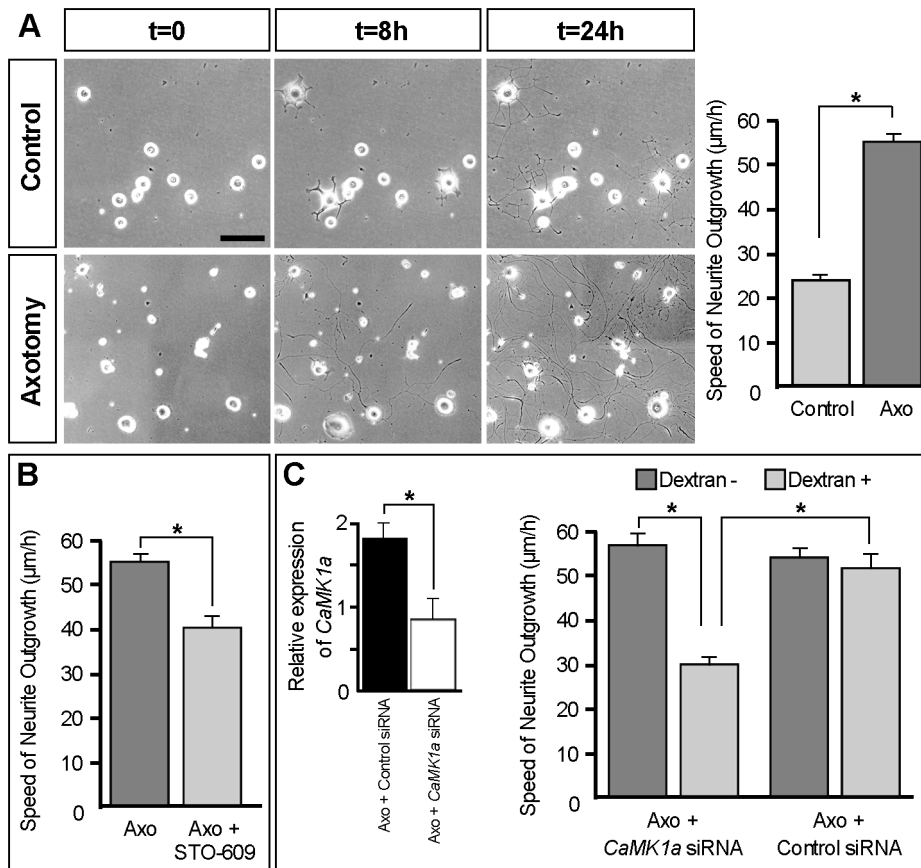 A
t=0
t=8h
t=24h
Control
Axotomy
Speed of Neurite Outgrowth (µm/h)
60
50
40
30
20
10
0
*
Control
Axo
B
Speed of Neurite Outgrowth (µm/h)
60
50
40
30
20
10
0
*
Axo
Axo +
STO-609
C
Relative expression
of CaMK1a
2
1
0
*
Axo + Control siRNA
Axo + CaMK1a siRNA
Dextran -
Dextran +
Speed of Neurite Outgrowth (µm/h)
60
50
40
30
20
10
0
*
*
Axo +
CaMK1a siRNA
Axo +
Control siRNA